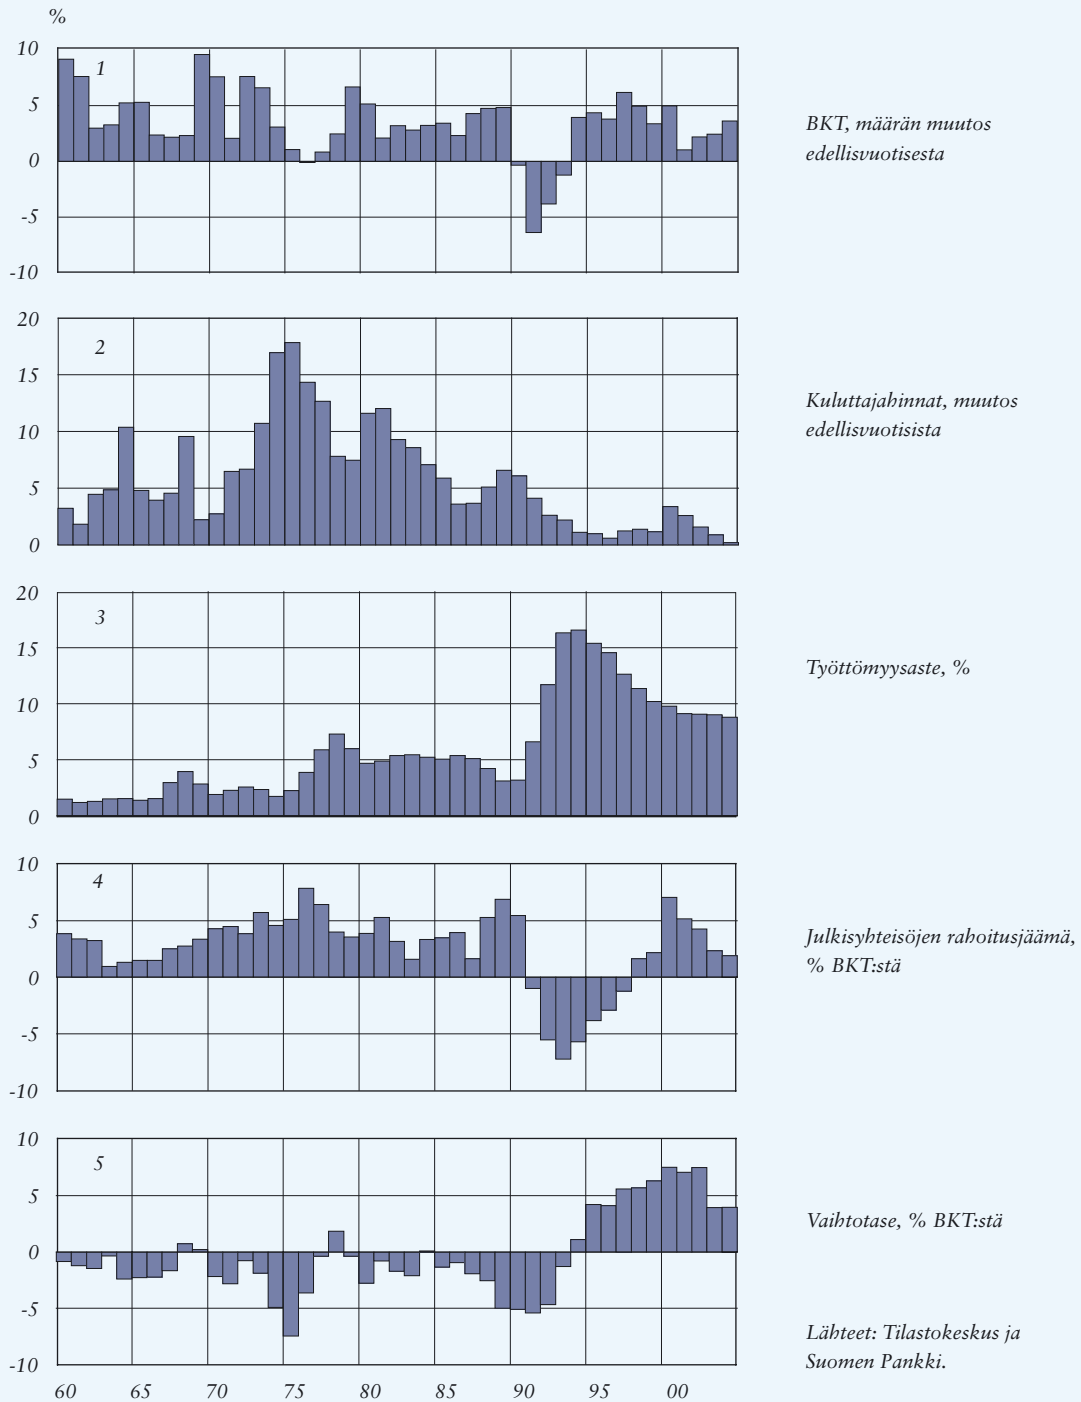 %
10
5
0
-5
-10
1
BKT, määrän muutos
edellisvuotisesta
20
15
10
5
0
2
Kuluttajahinnat, muutos
edellisvuotisista
20
15
10
5
0
3
Työttömyysaste, %
10
5
0
-5
-10
4
Julkisyhteisöjen rahoitusjäämä,
% BKT:stä
10
5
0
-5
-10
5
Vaihtotase, % BKT:stä
Lähteet: Tilastokeskus ja
Suomen Pankki.
60 65 70 75 80 85 90 95 00